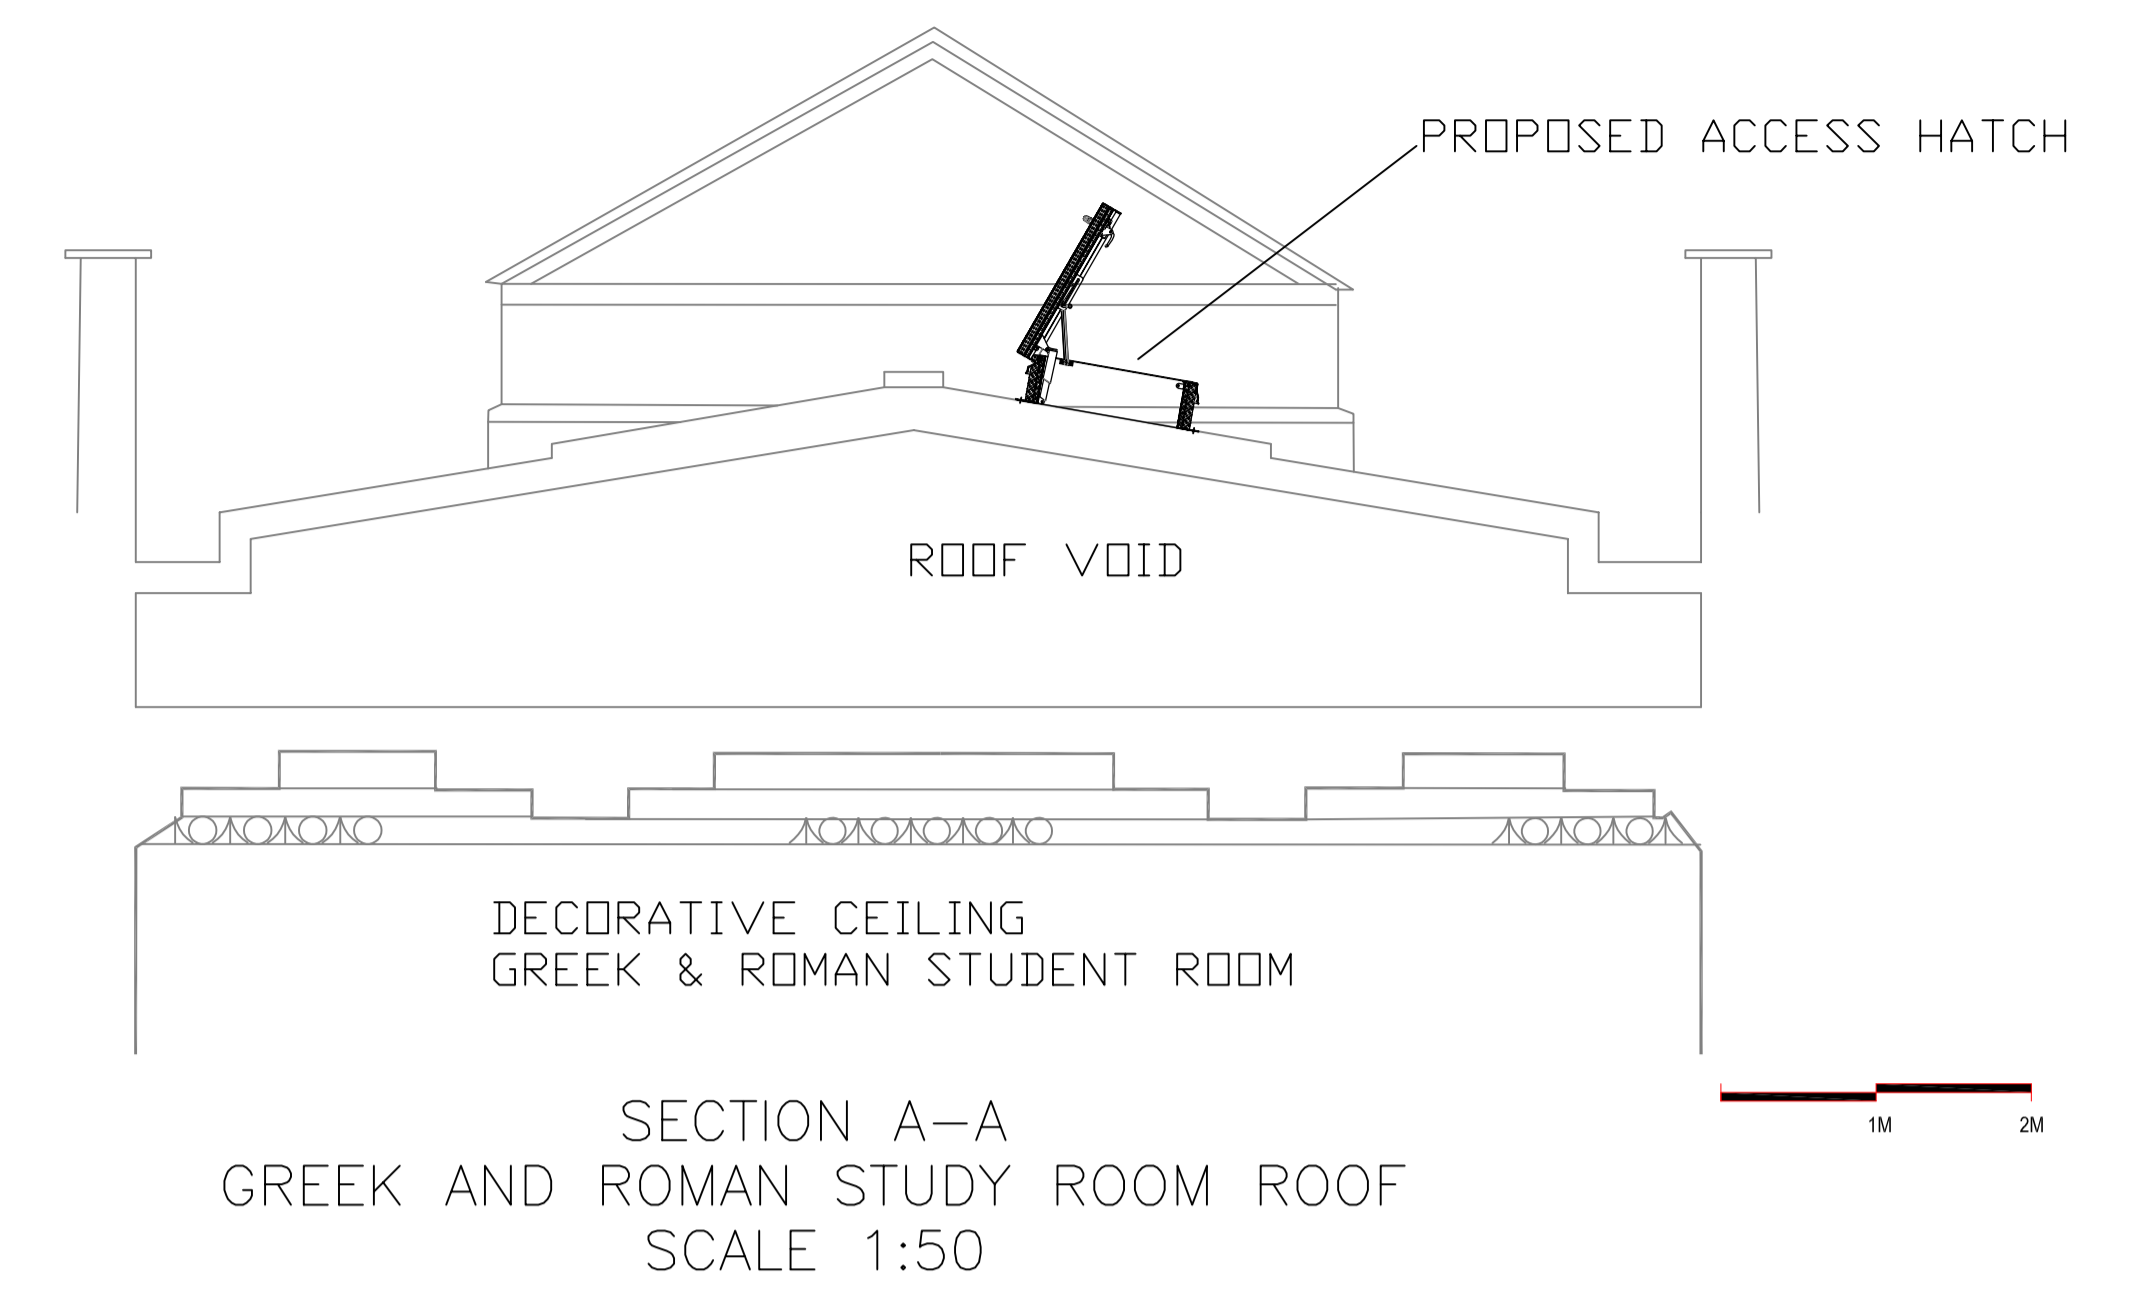 PROPOSED ACCESS HATCH
ROOF VOID
DECORATIVE CEILING
GREEK & ROMAN STUDENT ROOM
1M 2M
SECTION A-A
GREEK AND ROMAN STUDY ROOM ROOF
SCALE 1:50